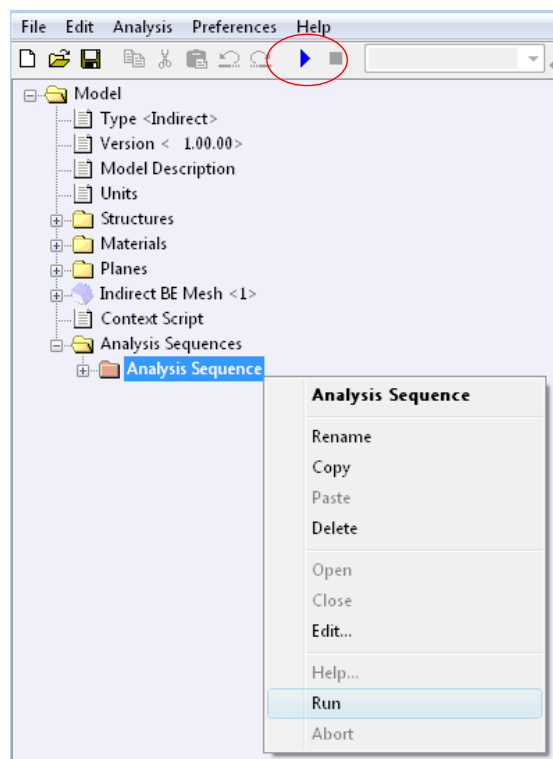 File Edit Analysis Preferences Help
Model
Type <Indirect>
Version < 1.00.00>
Model Description
Units
Structures
Materials
Planes
Indirect BE Mesh <1>
Context Script
Analysis Sequences
Analysis Sequence
Analysis Sequence
Rename
Copy
Paste
Delete
Open
Close
Edit...
Help...
Run
Abort